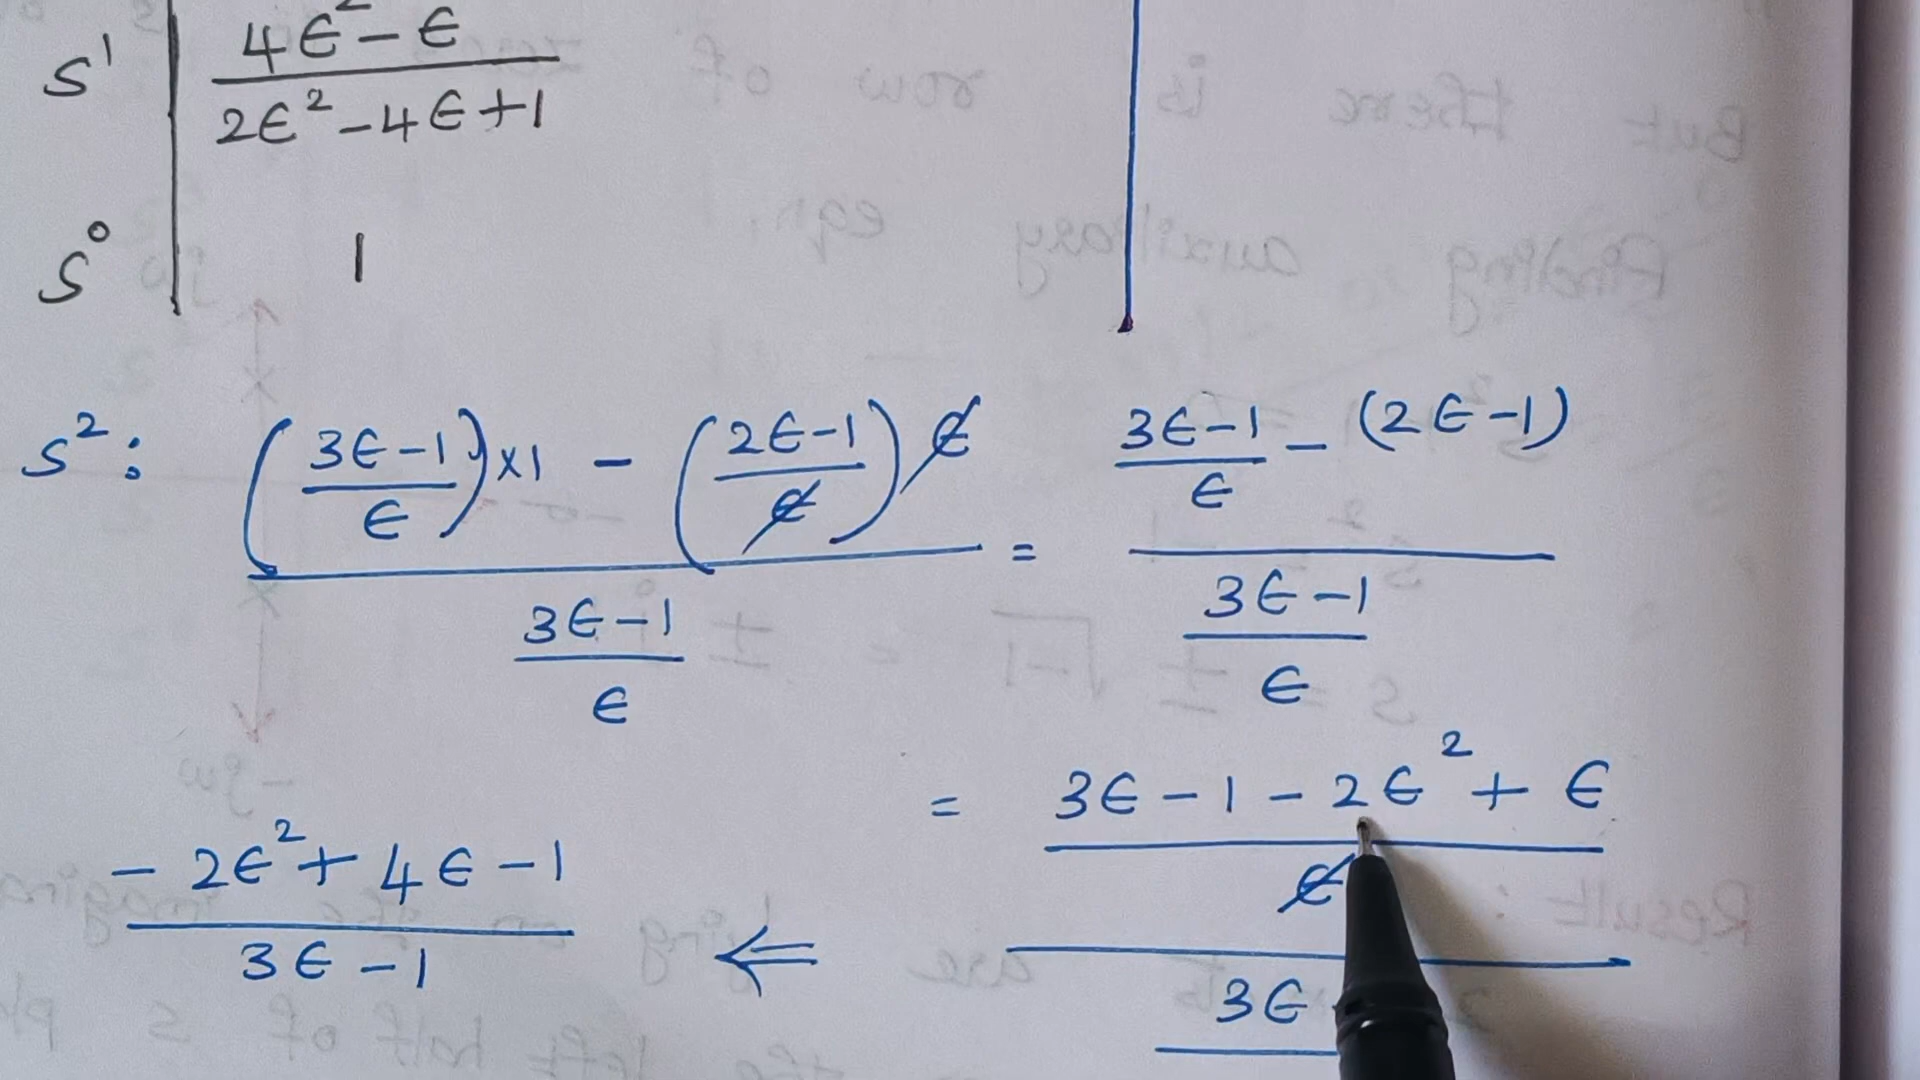 s¹ | (4ϵ² - ϵ)/(2ϵ² - 4ϵ + 1)
s⁰ | 1
s² : ((3ϵ-1)/ϵ)×1 - ((2ϵ-1)/ϵ)ϵ / ((3ϵ-1)/ϵ) = ((3ϵ-1)/ϵ - (2ϵ-1)) / ((3ϵ-1)/ϵ)
= (3ϵ - 1 - 2ϵ² + ϵ)/ϵ / 3ϵ
(-2ϵ² + 4ϵ - 1)/(3ϵ - 1) ⇐